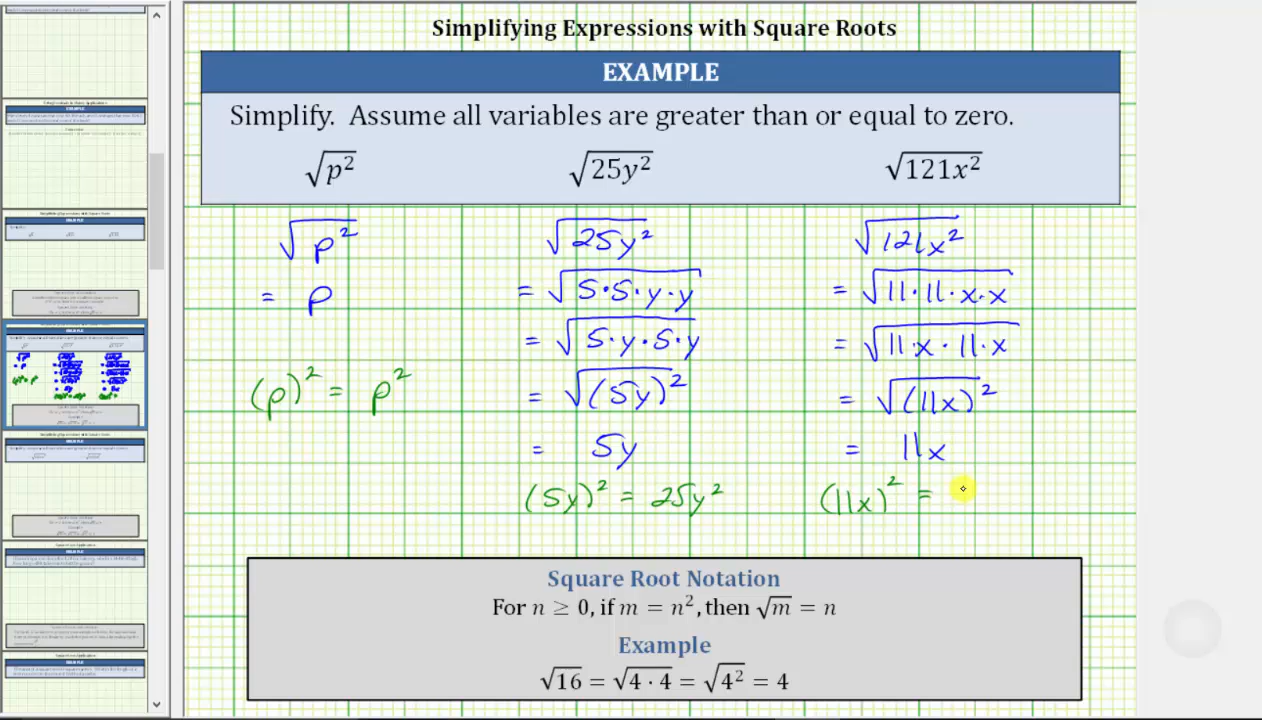 Simplifying Expressions with Square Roots
EXAMPLE
Simplify. Assume all variables are greater than or equal to zero.
√p² √25y² √121x²
√p² √25y² √121x²
= p = √5·5·y·y = √11·11·x·x
= √5·y·5·y = √11·x·11·x
(p)² = p² = √(5y)² = √(11x)²
= 5y = 11x
(5y)² = 25y² (11x)² =
Square Root Notation
For n ≥ 0, if m = n², then √m = n
Example
√16 = √4·4 = √4² = 4